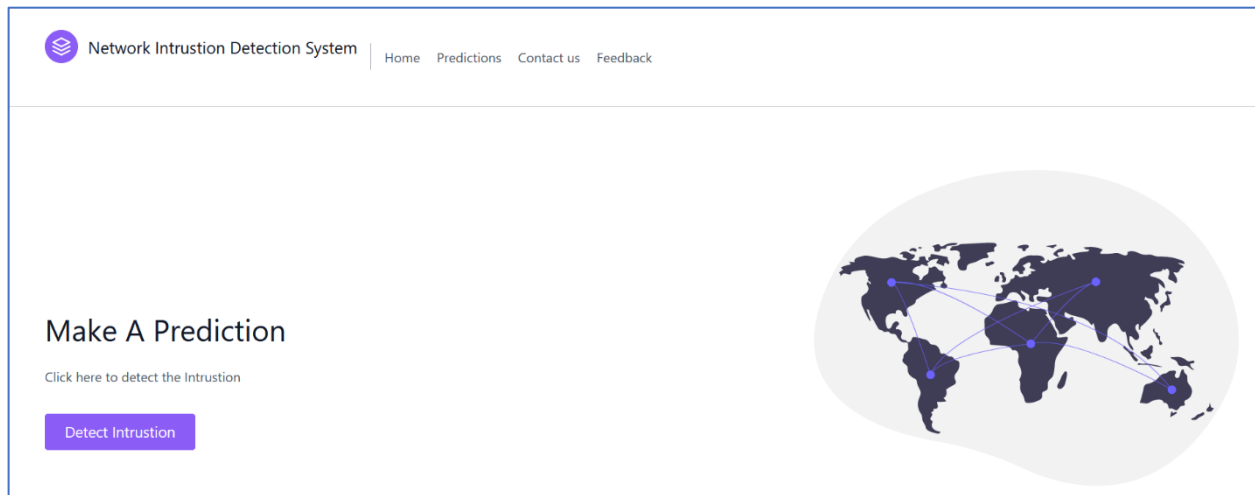 Network Intrustion Detection System
Home Predictions Contact us Feedback
Make A Prediction
Click here to detect the Intrustion
Detect Intrustion